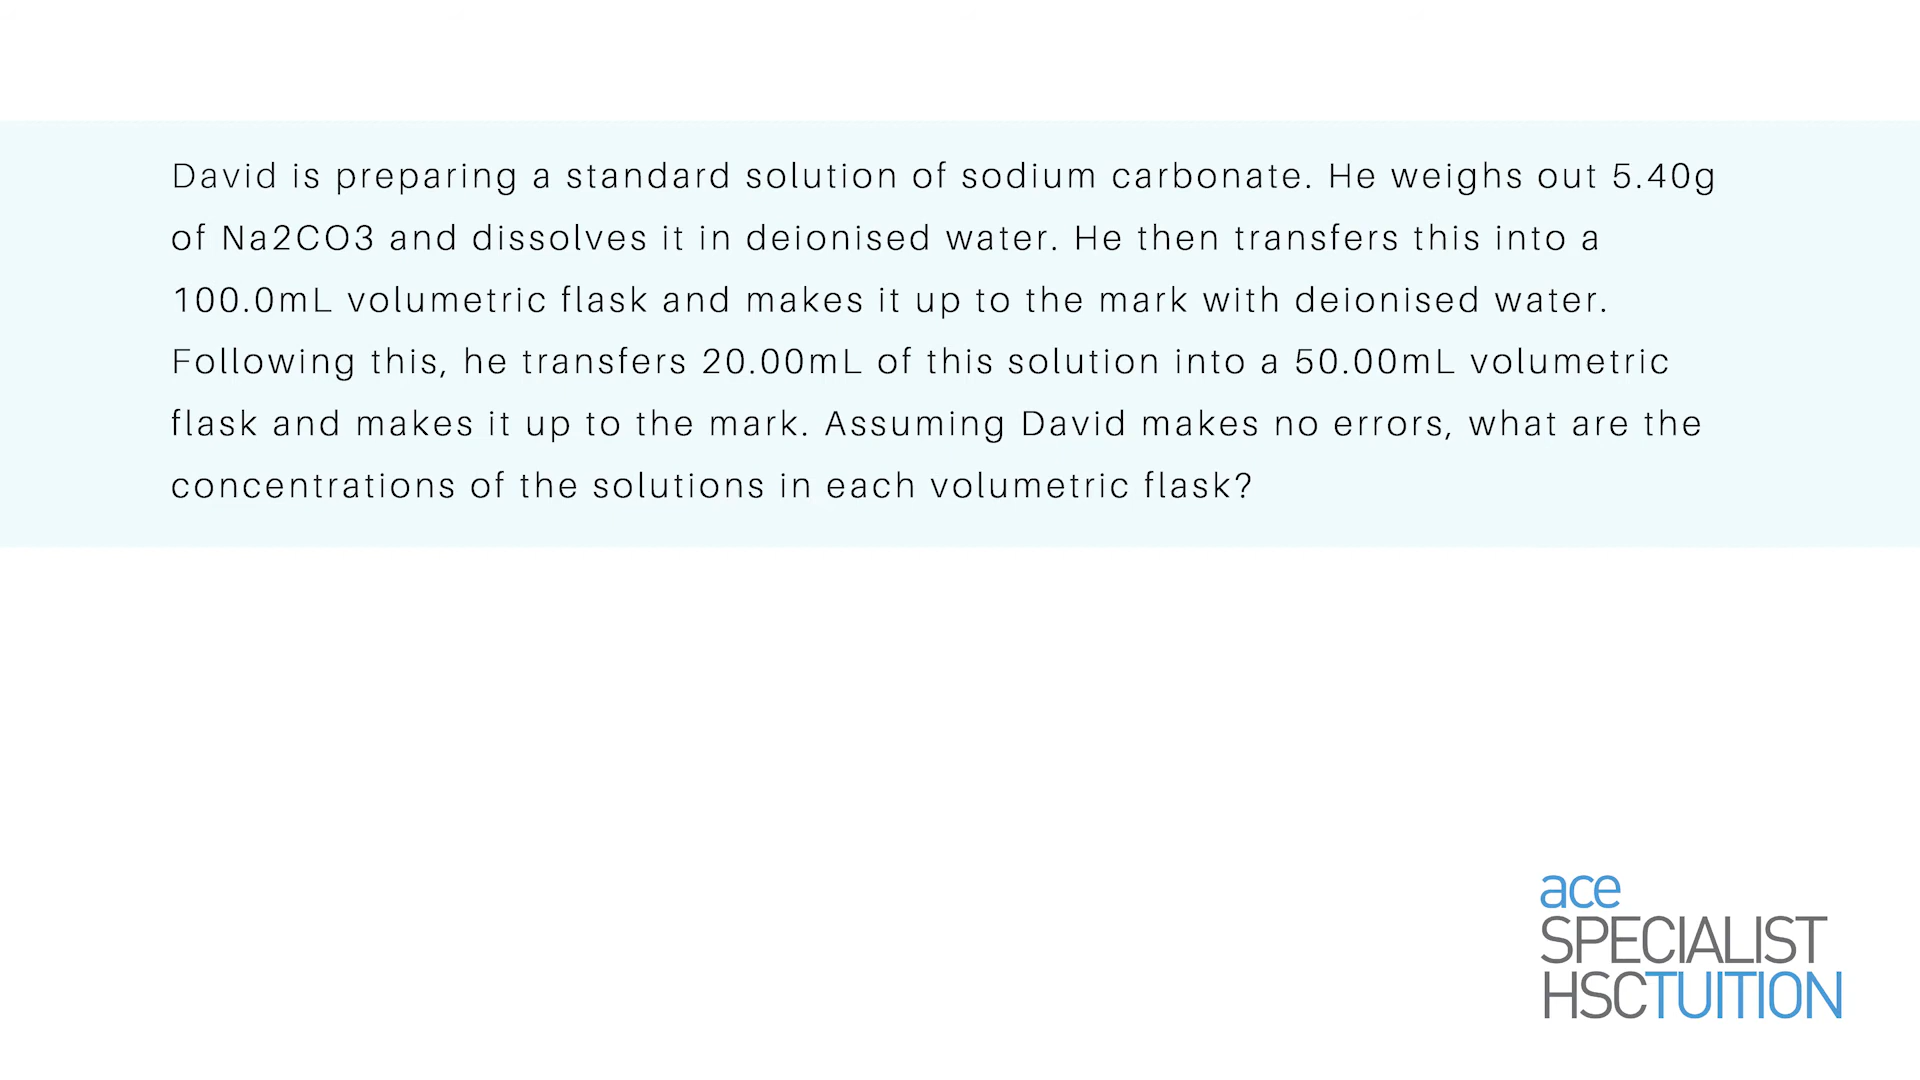 David is preparing a standard solution of sodium carbonate. He weighs out 5.40g
of Na2CO3 and dissolves it in deionised water. He then transfers this into a
100.0mL volumetric flask and makes it up to the mark with deionised water.
Following this, he transfers 20.00mL of this solution into a 50.00mL volumetric
flask and makes it up to the mark. Assuming David makes no errors, what are the
concentrations of the solutions in each volumetric flask?
ace
SPECIALIST
HSCTUITION